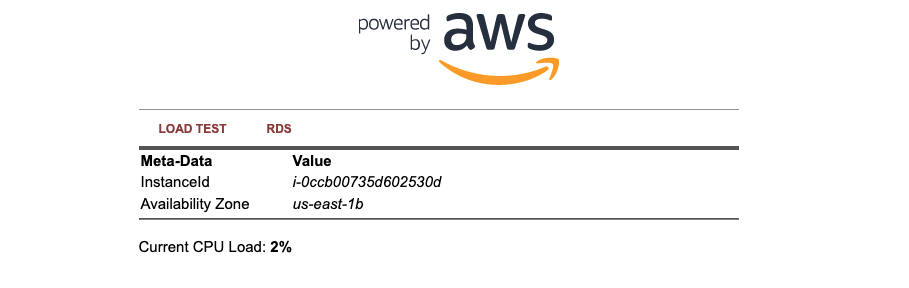 powered
by
aws
LOAD TEST RDS
Meta-Data Value
InstanceId i-0ccb00735d602530d
Availability Zone us-east-1b
Current CPU Load: 2%